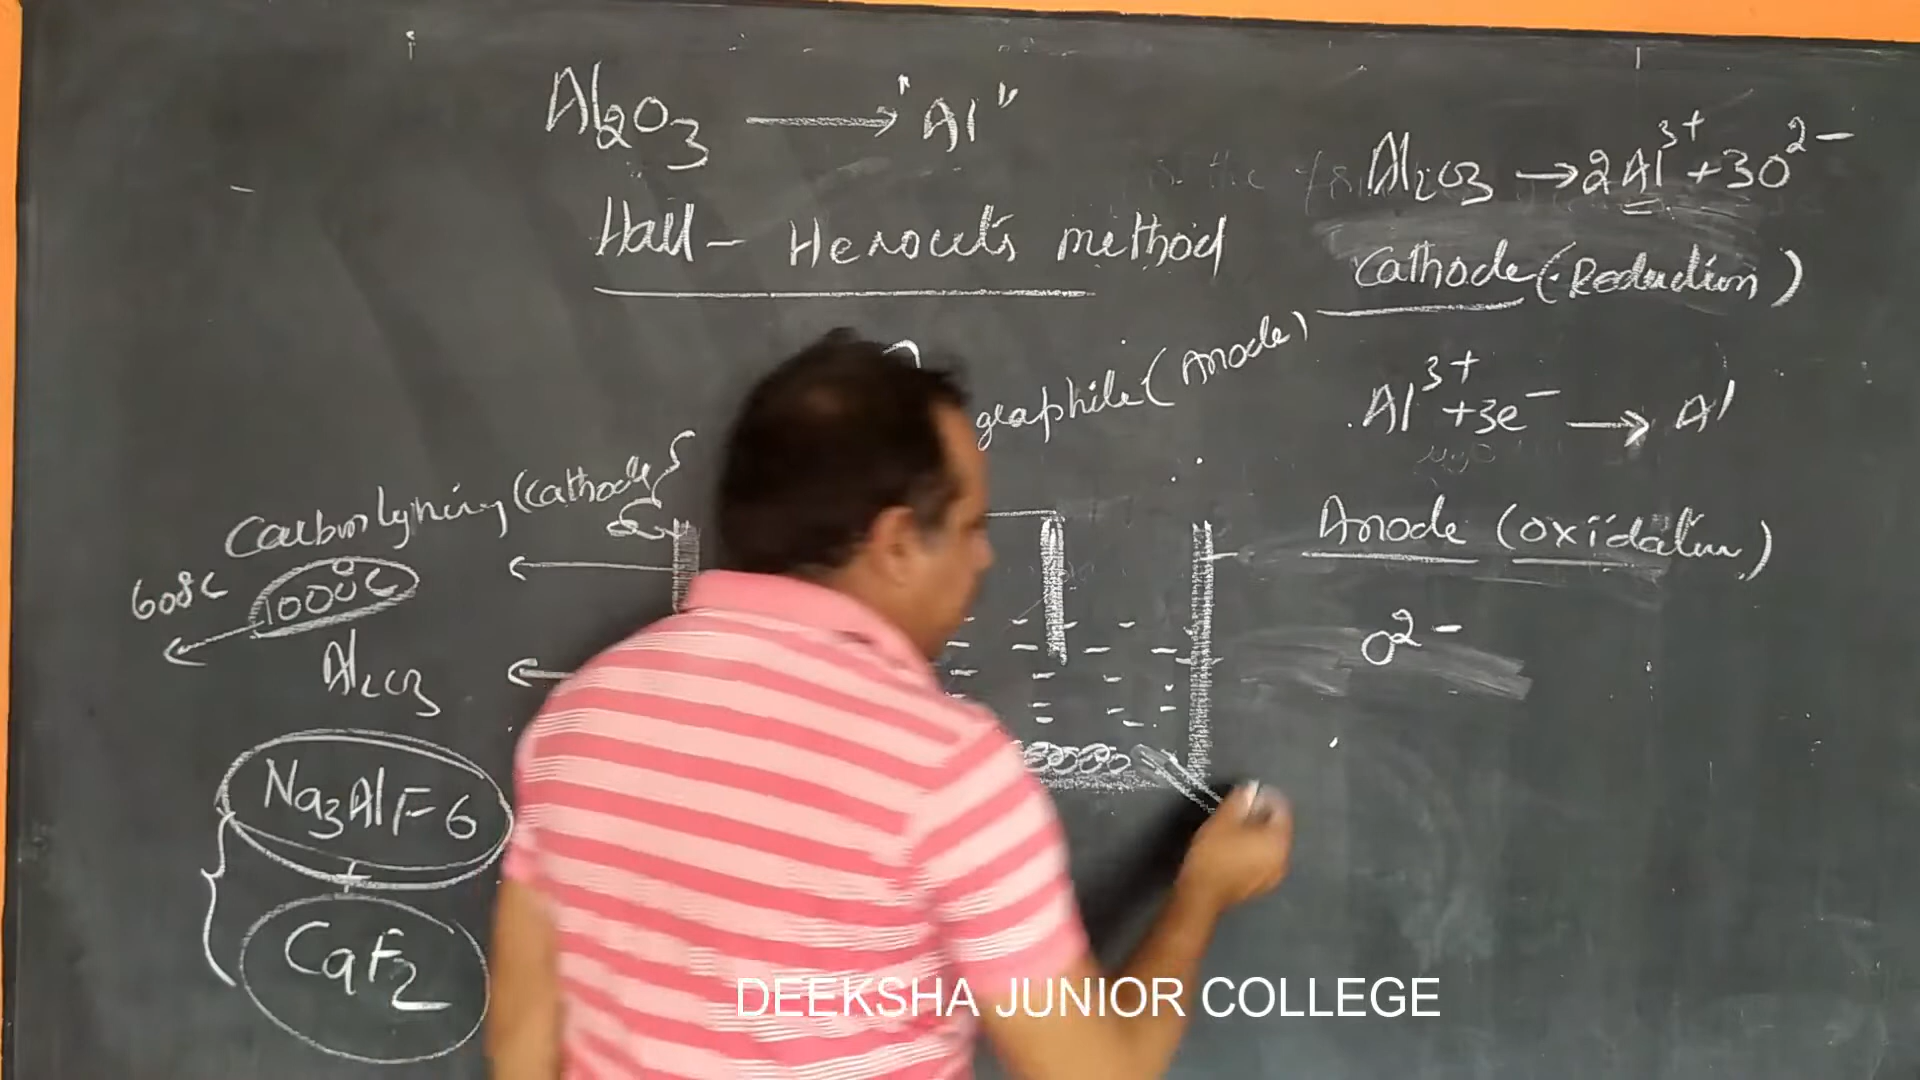 Al₂O₃ → "Al"
Hall - Heroult's method
graphite (Anode)
Carbon lyning (Cathode)
608C
1000°C
Al₂O₃
Na₃AlF6
+
CaF₂
Al₂O₃ → 2Al³⁺ + 3O²⁻
Cathode (Reduction)
Al³⁺ + 3e⁻ → Al
Anode (oxidation)
O²⁻
DEEKSHA JUNIOR COLLEGE